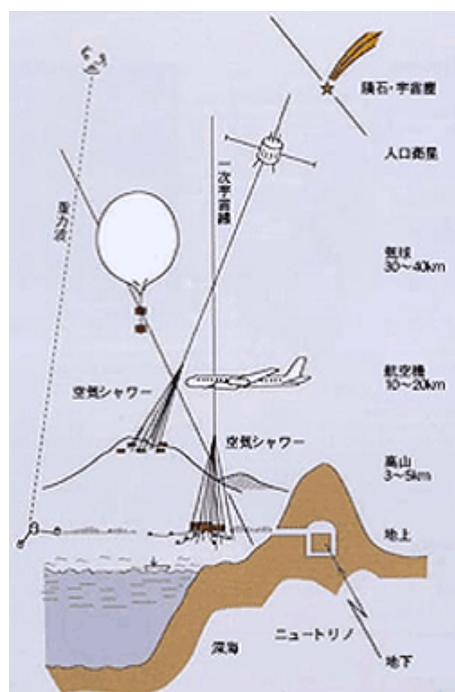 隕石・宇宙塵
人口衛星
一次宇宙線
重力波
気球
30〜40km
航空機
10〜20km
空気シャワー
空気シャワー
高山
3〜5km
地上
ニュートリノ
深海
地下